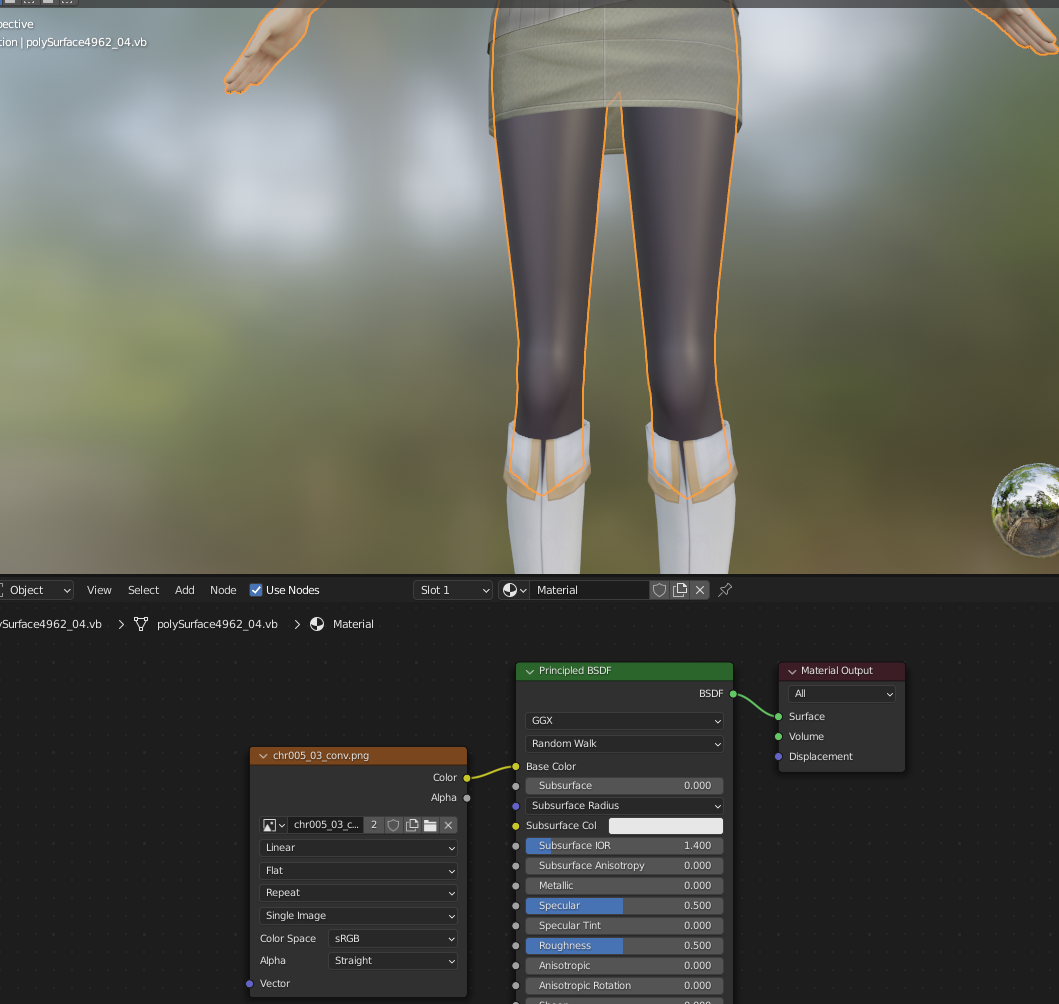 pective
tion | polySurface4962_04.vb
Object View Select Add Node Use Nodes Slot 1 Material
ySurface4962_04.vb > polySurface4962_04.vb > Material
Principled BSDF
BSDF
GGX
Random Walk
Base Color
Subsurface 0.000
Subsurface Radius
Subsurface Col
Subsurface IOR 1.400
Subsurface Anisotropy 0.000
Metallic 0.000
Specular 0.500
Specular Tint 0.000
Roughness 0.500
Anisotropic 0.000
Anisotropic Rotation 0.000
Material Output
All
Surface
Volume
Displacement
chr005_03_conv.png
Color
Alpha
chr005_03_c... 2
Linear
Flat
Repeat
Single Image
Color Space sRGB
Alpha Straight
Vector